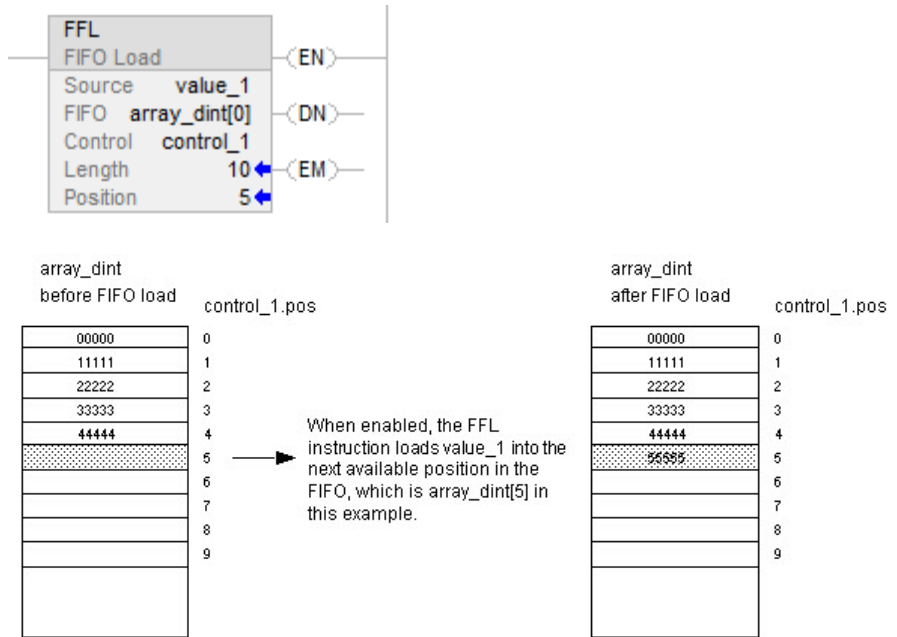 FFL
FIFO Load
EN
Source value_1
FIFO array_dint[0]
DN
Control control_1
Length 10
EM
Position 5
array_dint
before FIFO load
control_1.pos
00000 0
11111 1
22222 2
33333 3
44444 4
5
6
7
8
9
When enabled, the FFL
instruction loads value_1 into the
next available position in the
FIFO, which is array_dint[5] in
this example.
array_dint
after FIFO load
control_1.pos
00000 0
11111 1
22222 2
33333 3
44444 4
55555 5
6
7
8
9